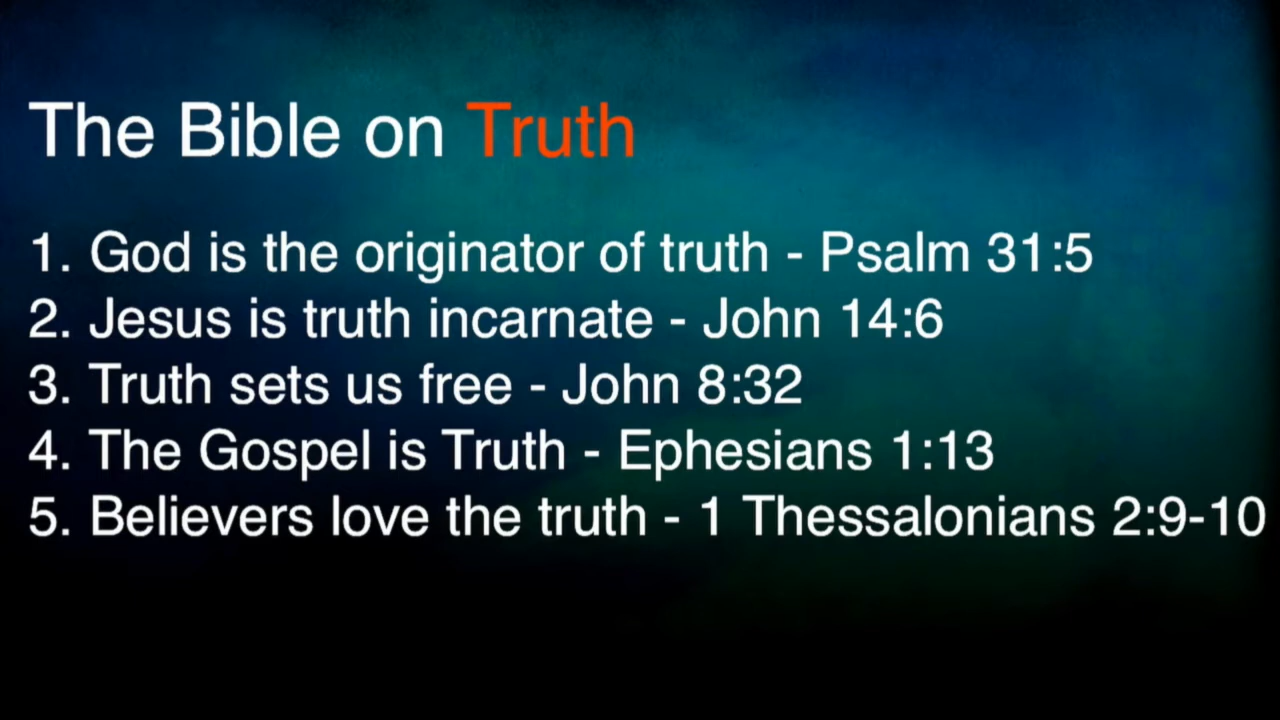 The Bible on Truth
1. God is the originator of truth - Psalm 31:5
2. Jesus is truth incarnate - John 14:6
3. Truth sets us free - John 8:32
4. The Gospel is Truth - Ephesians 1:13
5. Believers love the truth - 1 Thessalonians 2:9-10